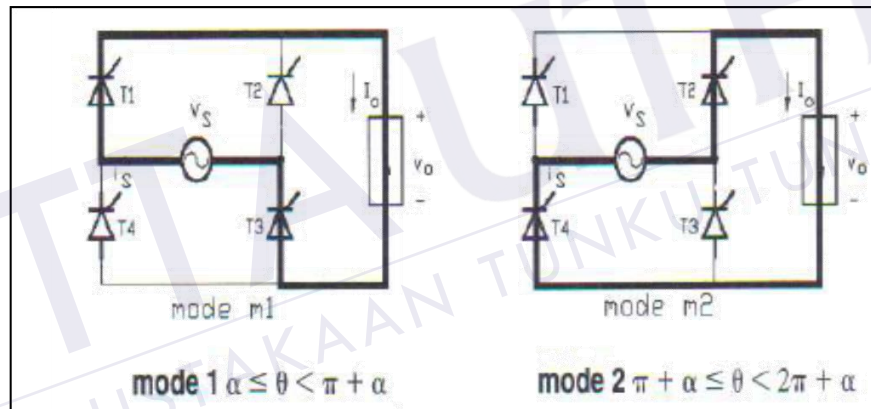 T1
T2
V_S
I_o
+
v_o
-
i_S
T4
T3
mode m1
mode 1 α ≤ θ < π + α
T1
T2
V_S
I_o
+
v_o
-
i_S
T4
T3
mode m2
mode 2 π + α ≤ θ < 2π + α